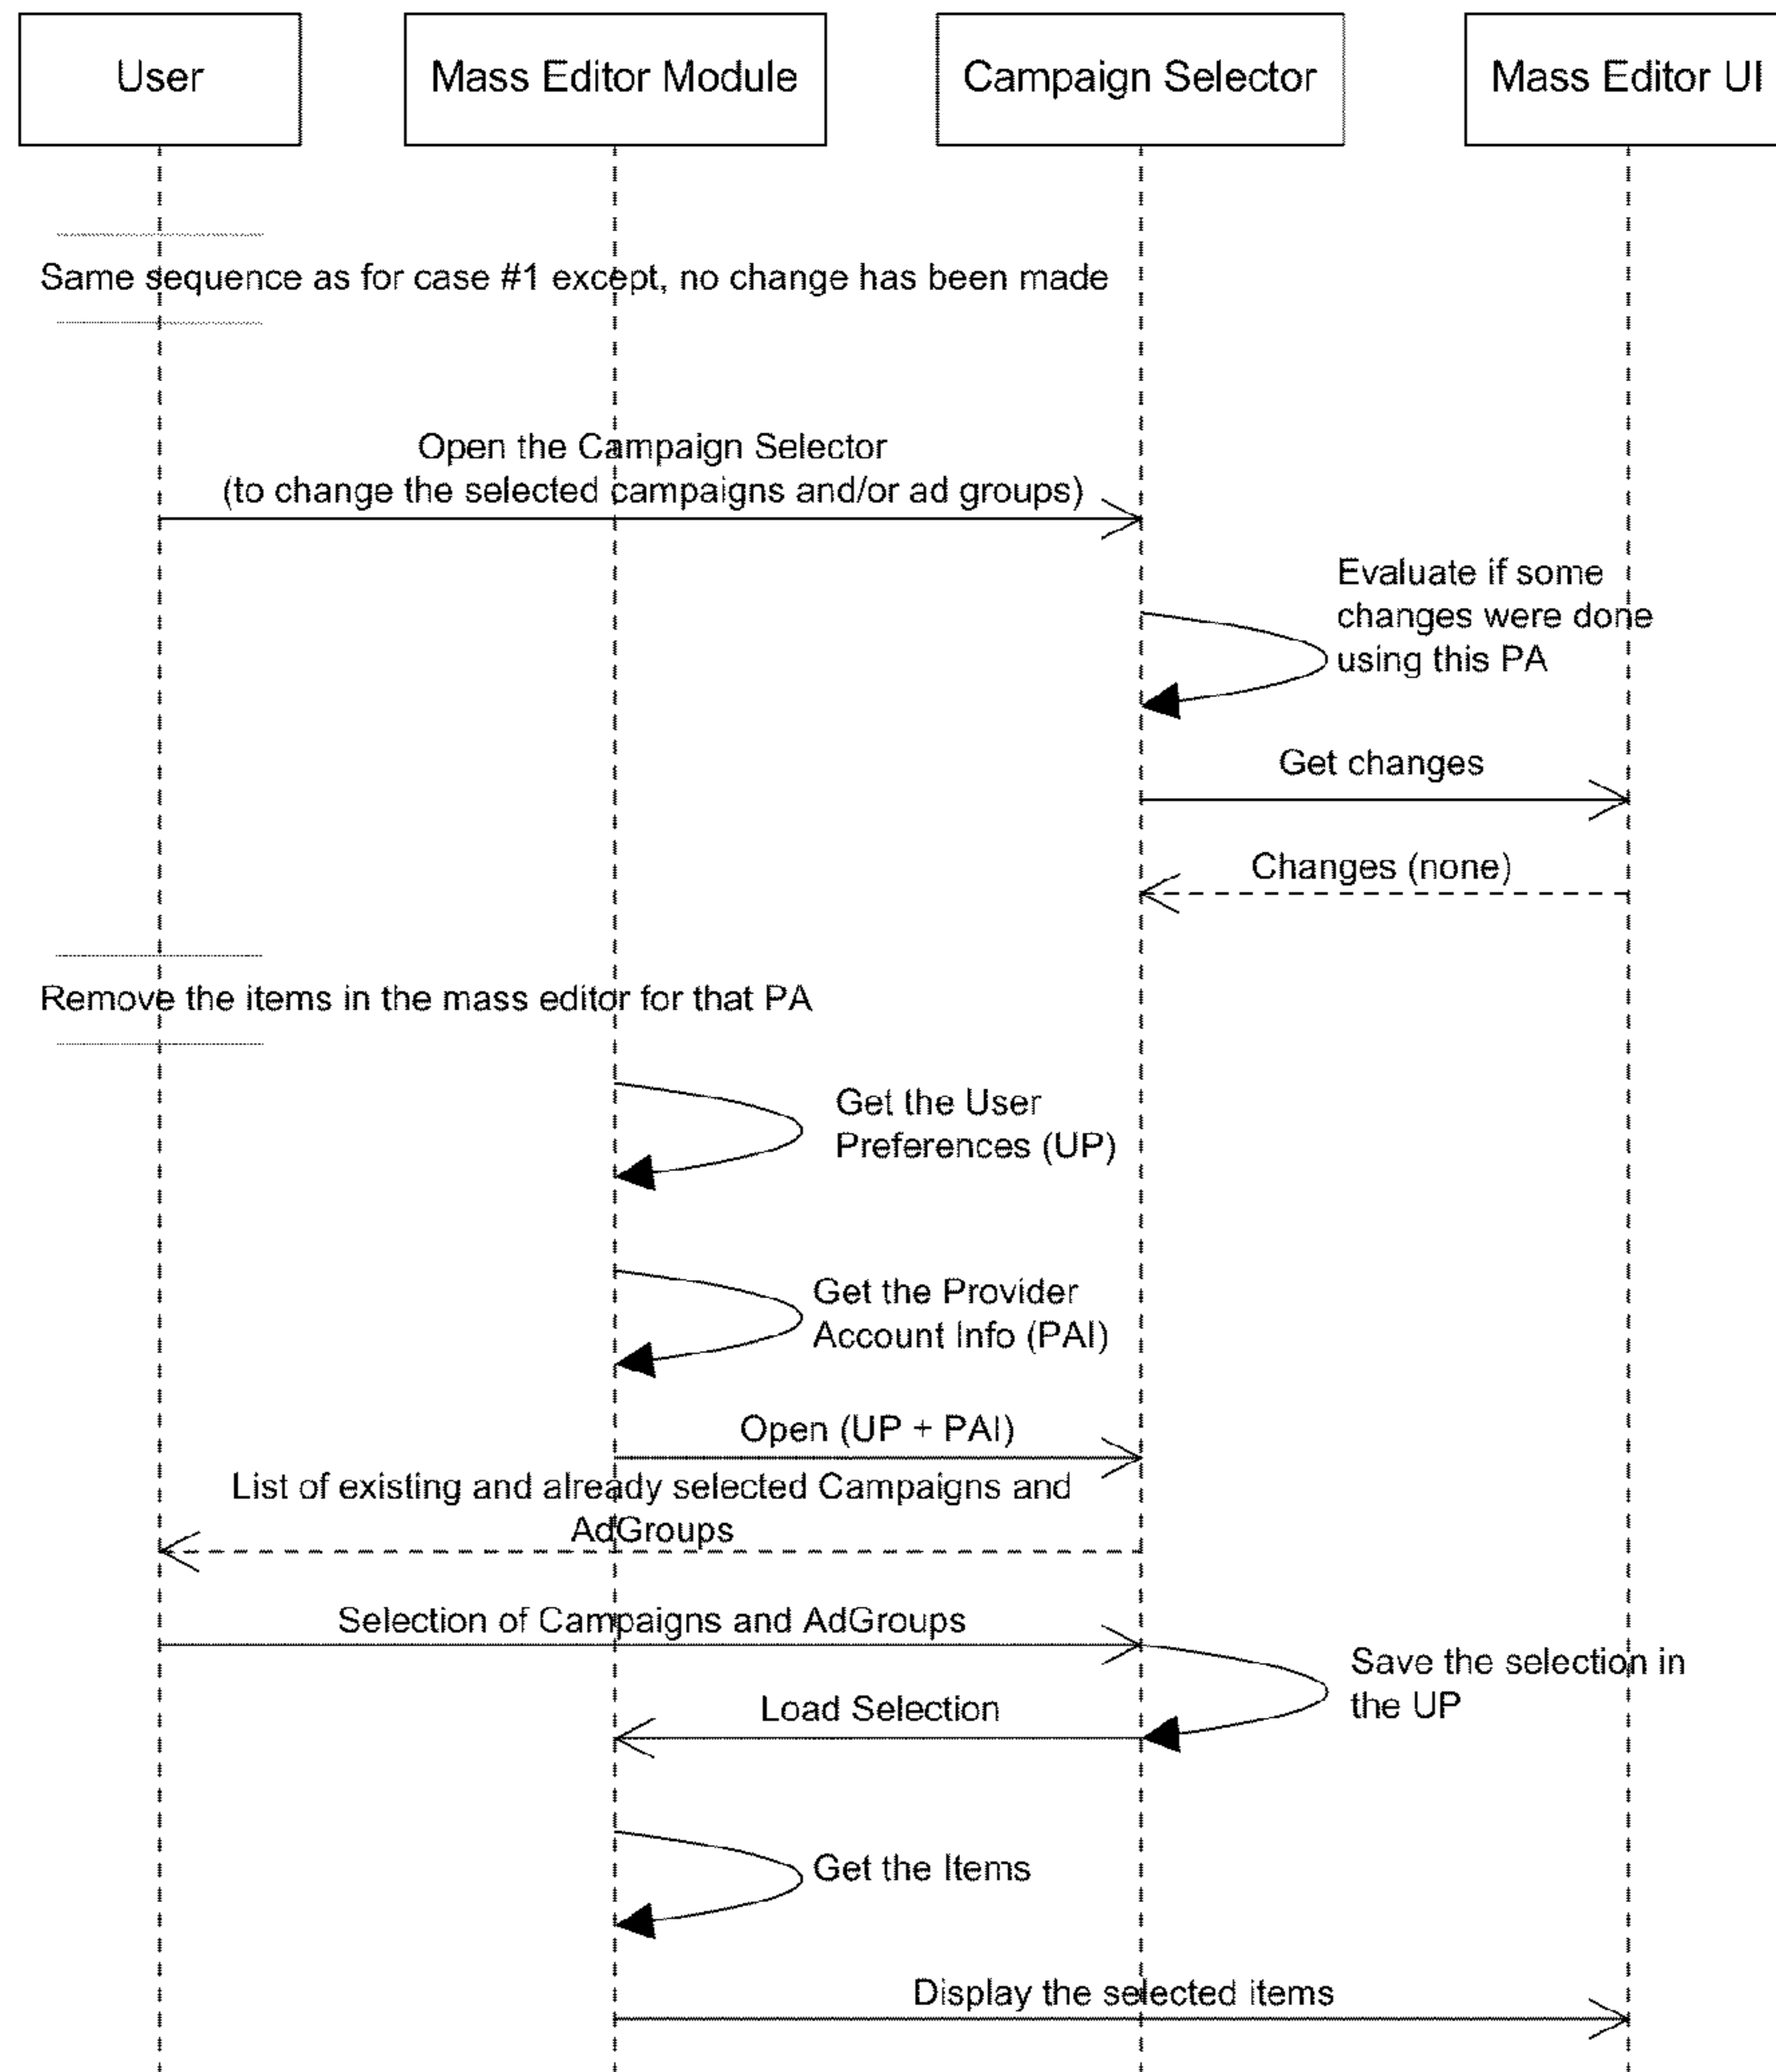 User
Mass Editor Module
Campaign Selector
Mass Editor UI
Same sequence as for case #1 except, no change has been made
Open the Campaign Selector
(to change the selected campaigns and/or ad groups)
Evaluate if some
changes were done
using this PA
Get changes
Changes (none)
Remove the items in the mass editor for that PA
Get the User
Preferences (UP)
Get the Provider
Account Info (PAI)
Open (UP + PAI)
List of existing and already selected Campaigns and
AdGroups
Selection of Campaigns and AdGroups
Save the selection in
the UP
Load Selection
Get the Items
Display the selected items